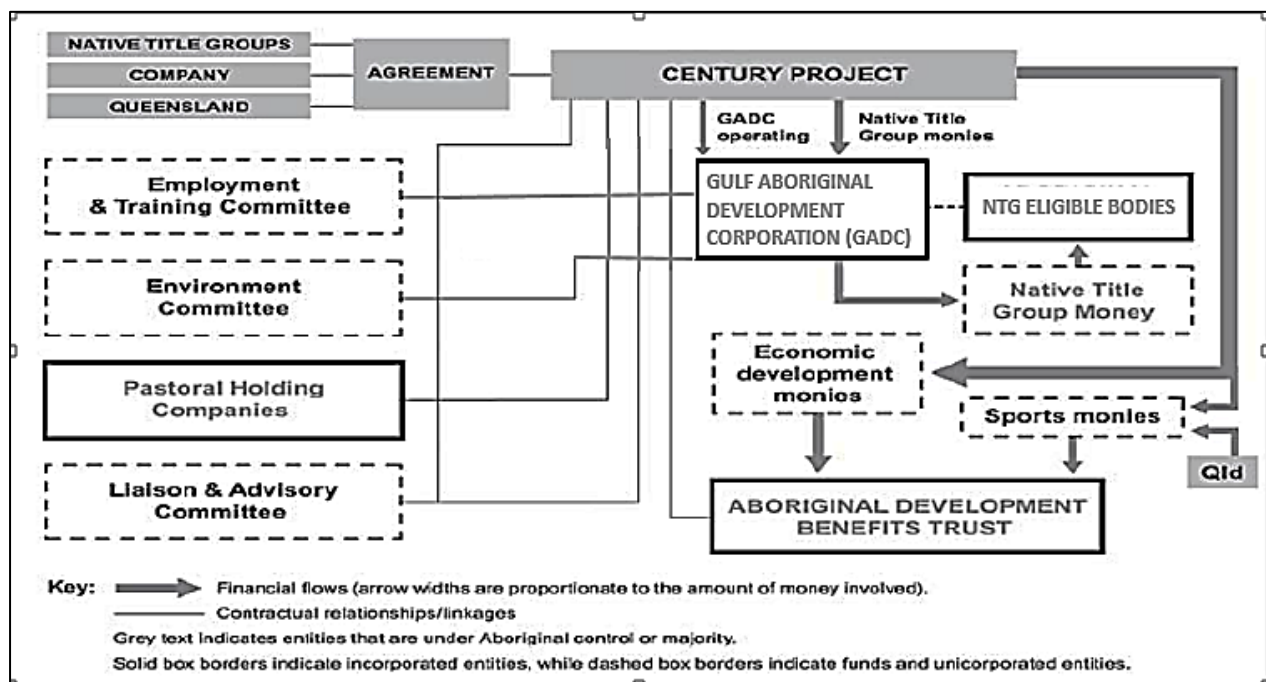 NATIVE TITLE GROUPS
COMPANY
QUEENSLAND
AGREEMENT
CENTURY PROJECT
GADC
operating
Native Title
Group monies
Employment
& Training Committee
GULF ABORIGINAL
DEVELOPMENT
CORPORATION (GADC)
NTG ELIGIBLE BODIES
Environment
Committee
Native Title
Group Money
Pastoral Holding
Companies
Economic
development
monies
Sports monies
Qld
Liaison & Advisory
Committee
ABORIGINAL DEVELOPMENT
BENEFITS TRUST
Key:
Financial flows (arrow widths are proportionate to the amount of money involved).
Contractual relationships/linkages
Grey text indicates entities that are under Aboriginal control or majority.
Solid box borders indicate incorporated entities, while dashed box borders indicate funds and unicorporated entities.